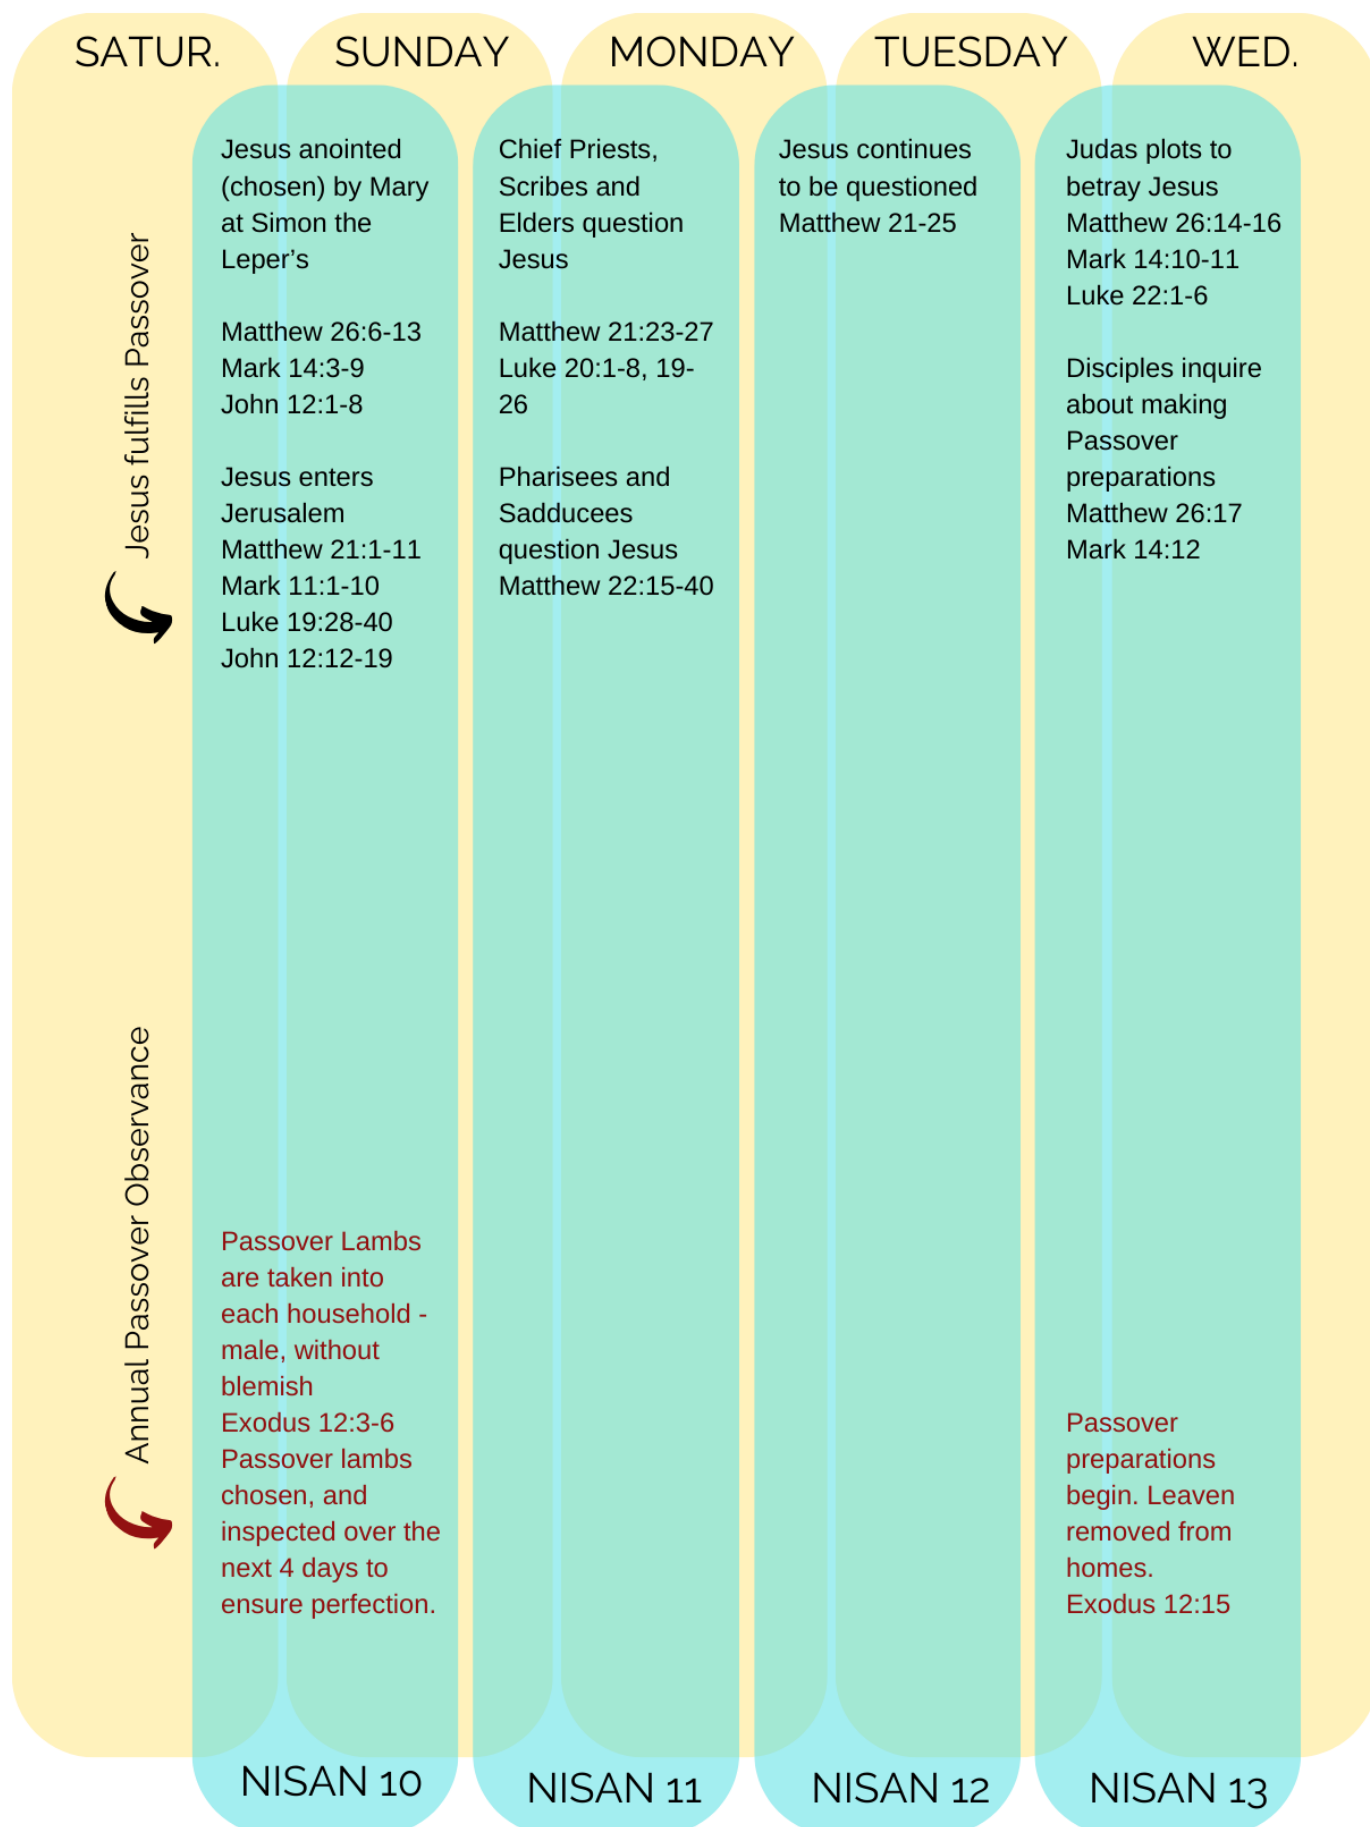 SATUR.
SUNDAY
MONDAY
TUESDAY
WED.
Jesus fulfills Passover
Jesus anointed
(chosen) by Mary
at Simon the
Leper’s
Matthew 26:6-13
Mark 14:3-9
John 12:1-8
Jesus enters
Jerusalem
Matthew 21:1-11
Mark 11:1-10
Luke 19:28-40
John 12:12-19
Chief Priests,
Scribes and
Elders question
Jesus
Matthew 21:23-27
Luke 20:1-8, 19-
26
Pharisees and
Sadducees
question Jesus
Matthew 22:15-40
Jesus continues
to be questioned
Matthew 21-25
Judas plots to
betray Jesus
Matthew 26:14-16
Mark 14:10-11
Luke 22:1-6
Disciples inquire
about making
Passover
preparations
Matthew 26:17
Mark 14:12
Annual Passover Observance
Passover Lambs
are taken into
each household -
male, without
blemish
Exodus 12:3-6
Passover lambs
chosen, and
inspected over the
next 4 days to
ensure perfection.
Passover
preparations
begin. Leaven
removed from
homes.
Exodus 12:15
NISAN 10
NISAN 11
NISAN 12
NISAN 13